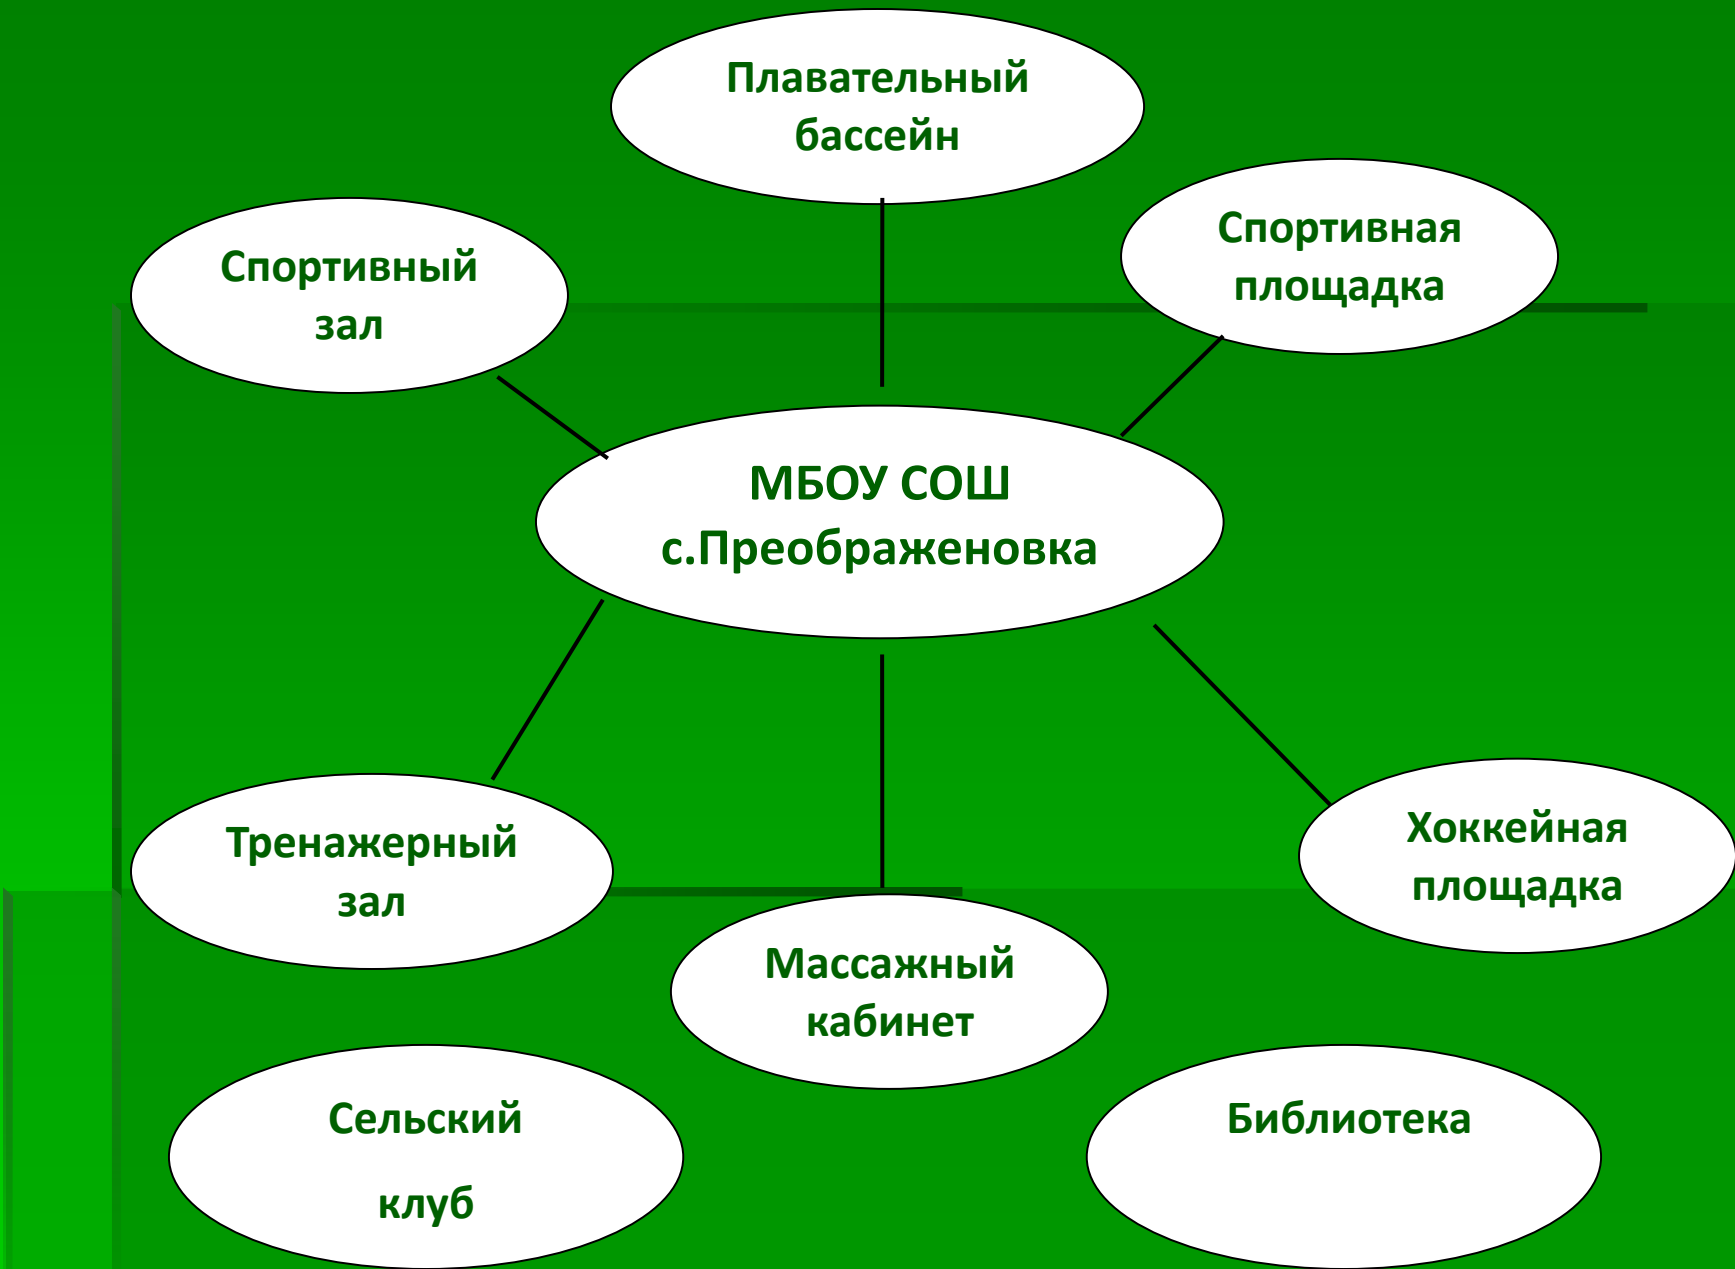 Плавательный
бассейн
Спортивный
зал
Спортивная
площадка
МБОУ СОШ
с.Преображеновка
Тренажерный
зал
Хоккейная
площадка
Массажный
кабинет
Сельский
клуб
Библиотека